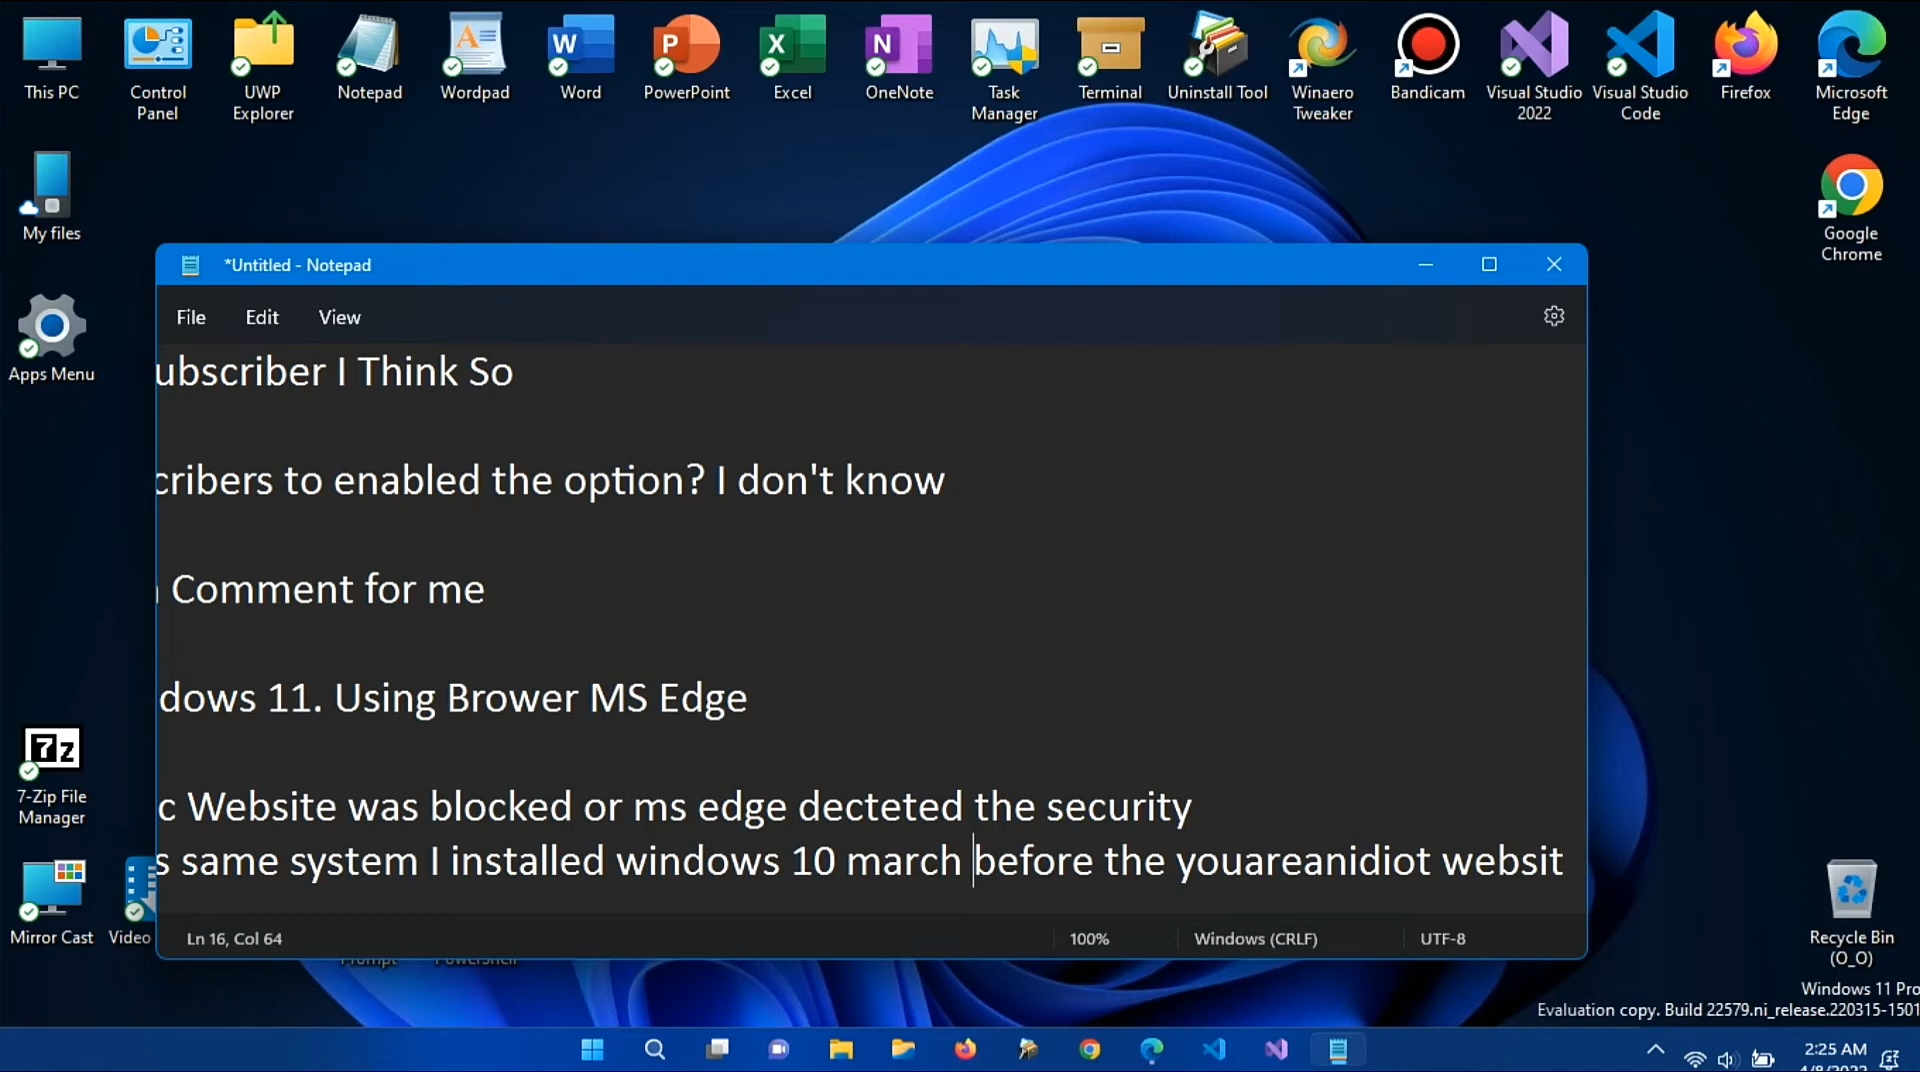 This PC
Control
Panel
UWP
Explorer
Notepad
Wordpad
Word
PowerPoint
Excel
OneNote
Task
Manager
Terminal
Uninstall Tool
Winaero
Tweaker
Bandicam
Visual Studio
2022
Visual Studio
Code
Firefox
Microsoft
Edge
My files
Google
Chrome
Apps Menu
*Untitled - Notepad
File Edit View
ubscriber I Think So
cribers to enabled the option? I don't know
Comment for me
dows 11. Using Brower MS Edge
c Website was blocked or ms edge decteted the security
s same system I installed windows 10 march before the youareanidiot websit
Ln 16, Col 64
100%
Windows (CRLF)
UTF-8
7z
7-Zip File
Manager
Mirror Cast
Video
Prompt
PowerShell
Recycle Bin
(O_O)
Windows 11 Pro
Evaluation copy. Build 22579.ni_release.220315-1501
2:25 AM